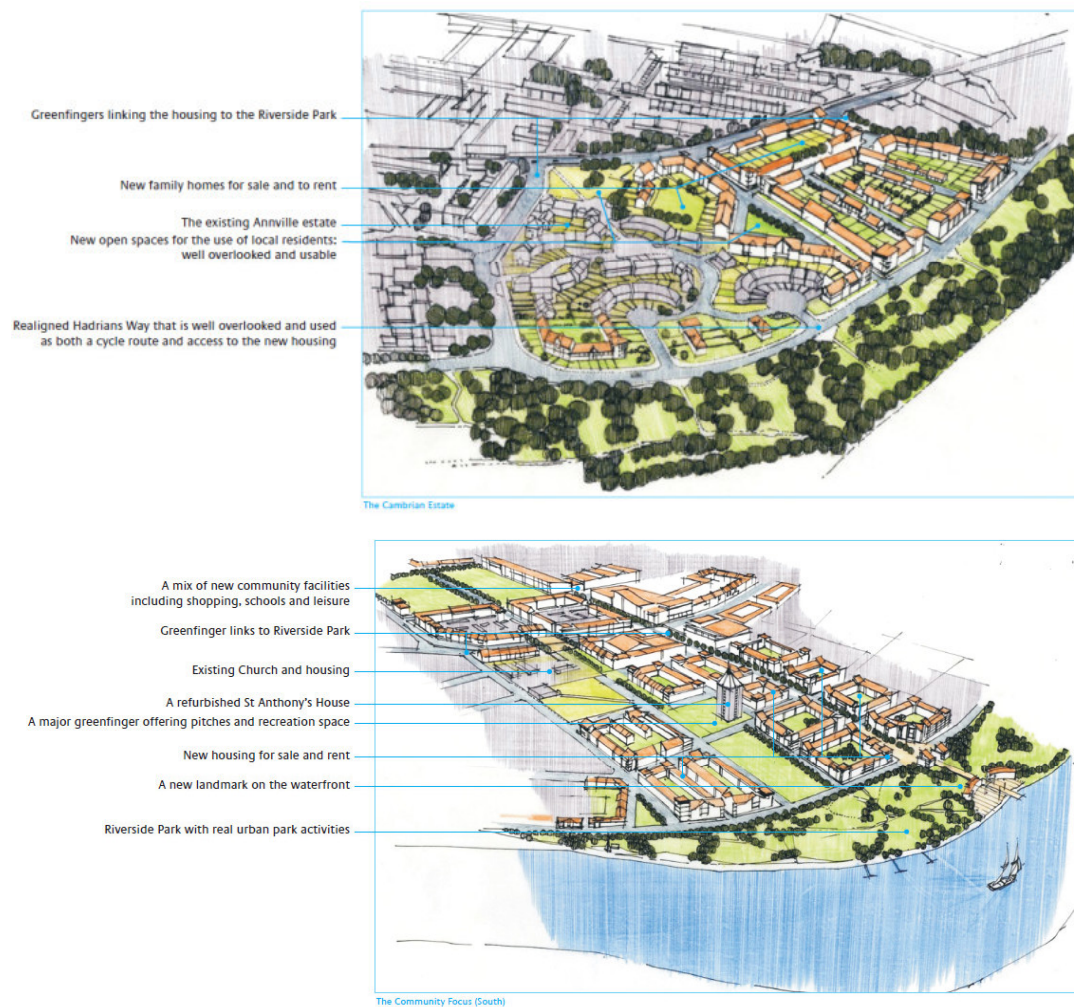 Greenfingers linking the housing to the Riverside Park
New family homes for sale and to rent
The existing Annville estate
New open spaces for the use of local residents:
well overlooked and usable
Realigned Hadrians Way that is well overlooked and used
as both a cycle route and access to the new housing
The Cambrian Estate
A mix of new community facilities
including shopping, schools and leisure
Greenfinger links to Riverside Park
Existing Church and housing
A refurbished St Anthony's House
A major greenfinger offering pitches and recreation space
New housing for sale and rent
A new landmark on the waterfront
Riverside Park with real urban park activities
The Community Focus (South)